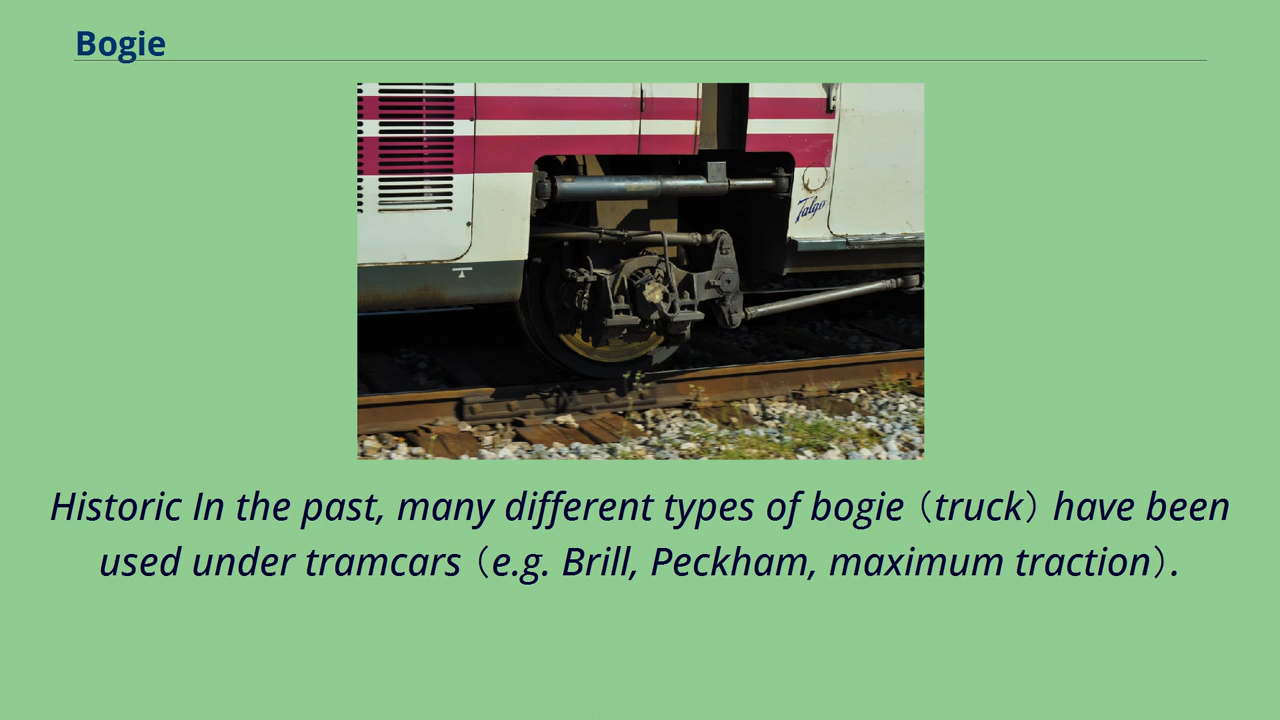 Bogie
Talgo
Historic In the past, many different types of bogie (truck) have been
used under tramcars (e.g. Brill, Peckham, maximum traction).